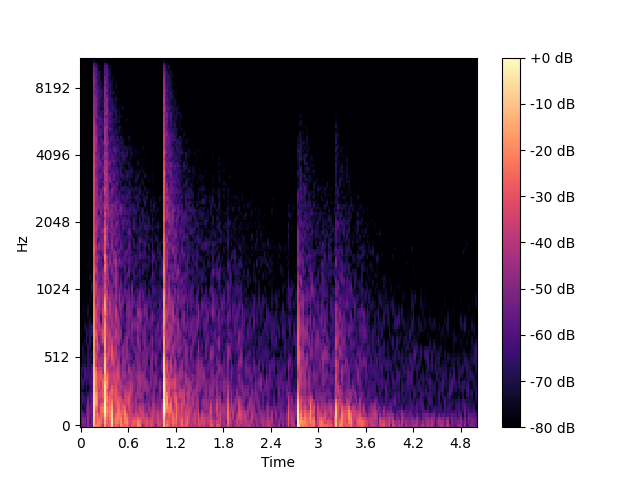 +0 dB
8192
-10 dB
4096
-20 dB
-30 dB
2048
-40 dB
Hz
1024
-50 dB
-60 dB
512
-70 dB
0
-80 dB
0 0.6 1.2 1.8 2.4 3 3.6 4.2 4.8
Time